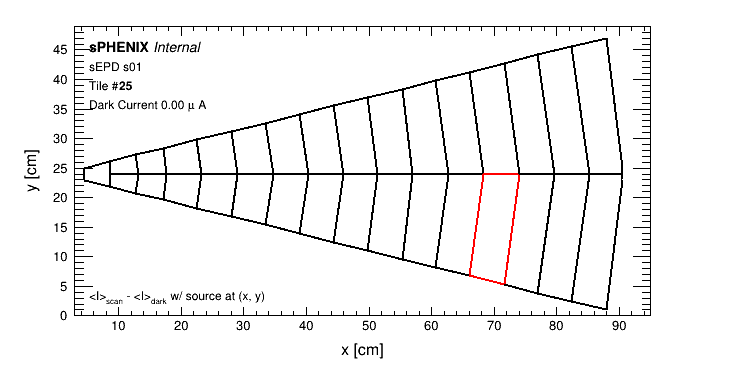 sPHENIX Internal
sEPD s01
Tile #25
Dark Current 0.00 μ A
<I>scan - <I>dark w/ source at (x, y)
45
40
35
30
25
20
15
10
5
0
y [cm]
10 20 30 40 50 60 70 80 90
x [cm]